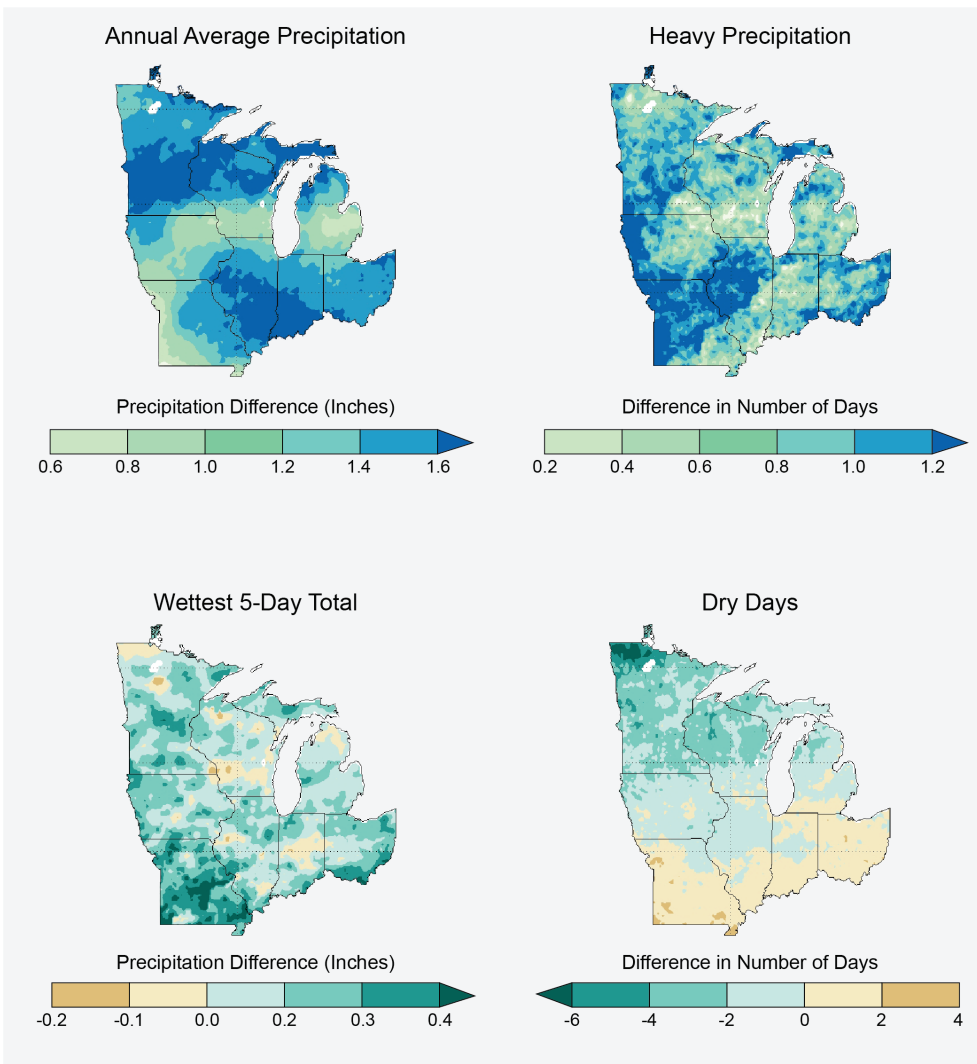 Annual Average Precipitation
Heavy Precipitation
Precipitation Difference (Inches)
0.6 0.8 1.0 1.2 1.4 1.6
Difference in Number of Days
0.2 0.4 0.6 0.8 1.0 1.2
Wettest 5-Day Total
Dry Days
Precipitation Difference (Inches)
-0.2 -0.1 0.0 0.2 0.3 0.4
Difference in Number of Days
-6 -4 -2 0 2 4